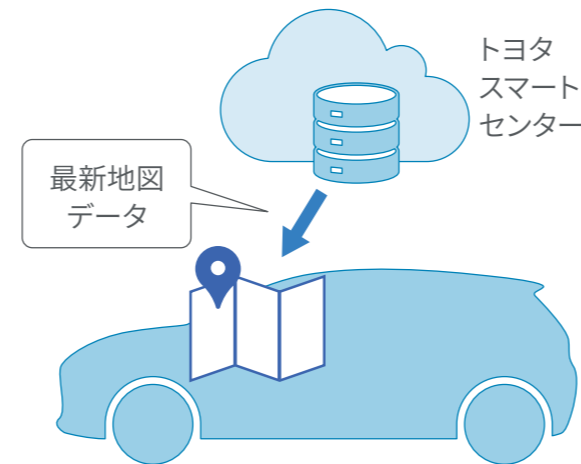 トヨタ
スマート
センター
最新地図
データ